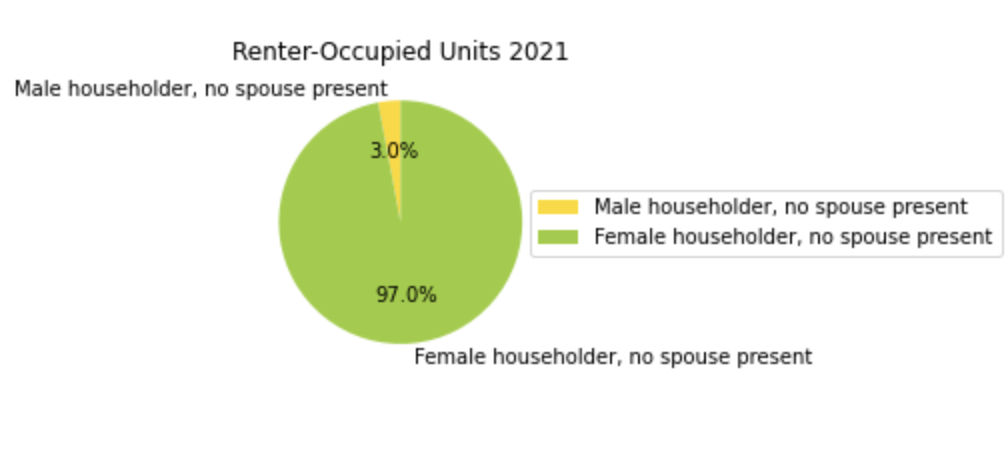 Renter-Occupied Units 2021
Male householder, no spouse present
3.0%
Male householder, no spouse present
Female householder, no spouse present
97.0%
Female householder, no spouse present